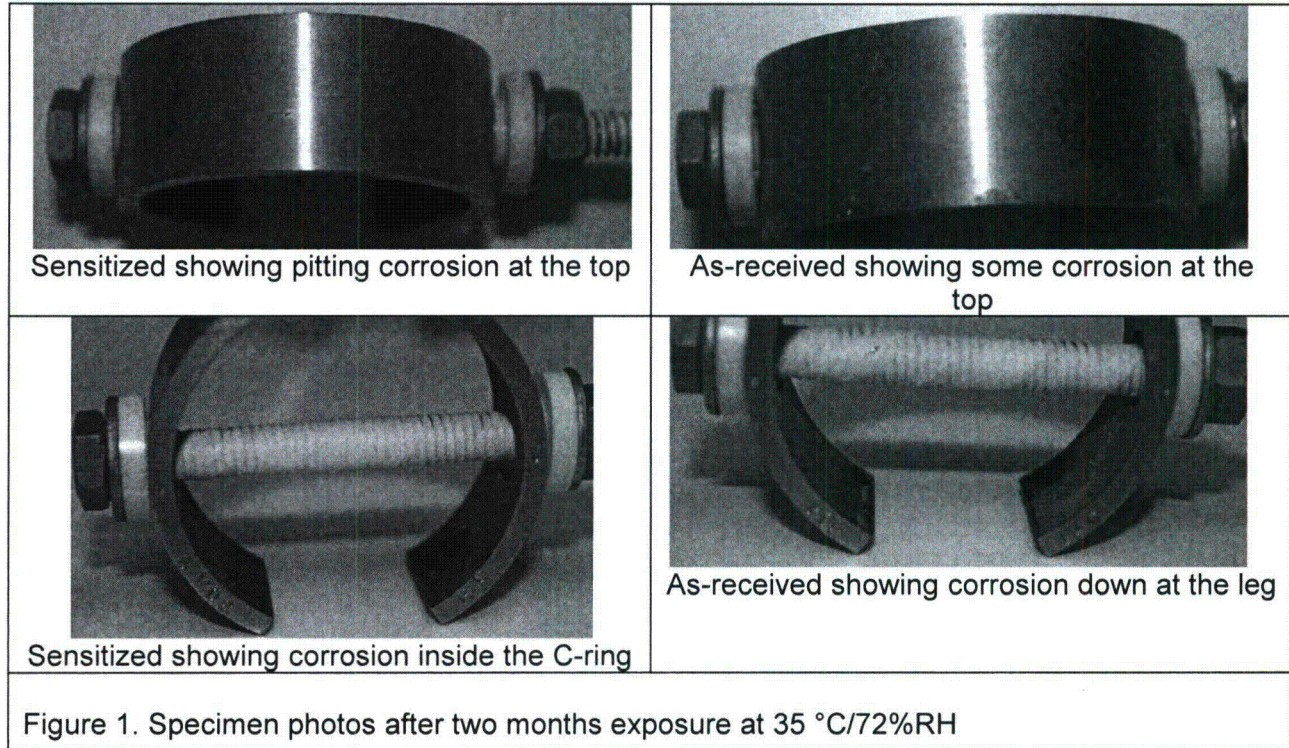 Sensitized showing pitting corrosion at the top
As-received showing some corrosion at the
top
Sensitized showing corrosion inside the C-ring
As-received showing corrosion down at the leg
Figure 1. Specimen photos after two months exposure at 35 °C/72%RH